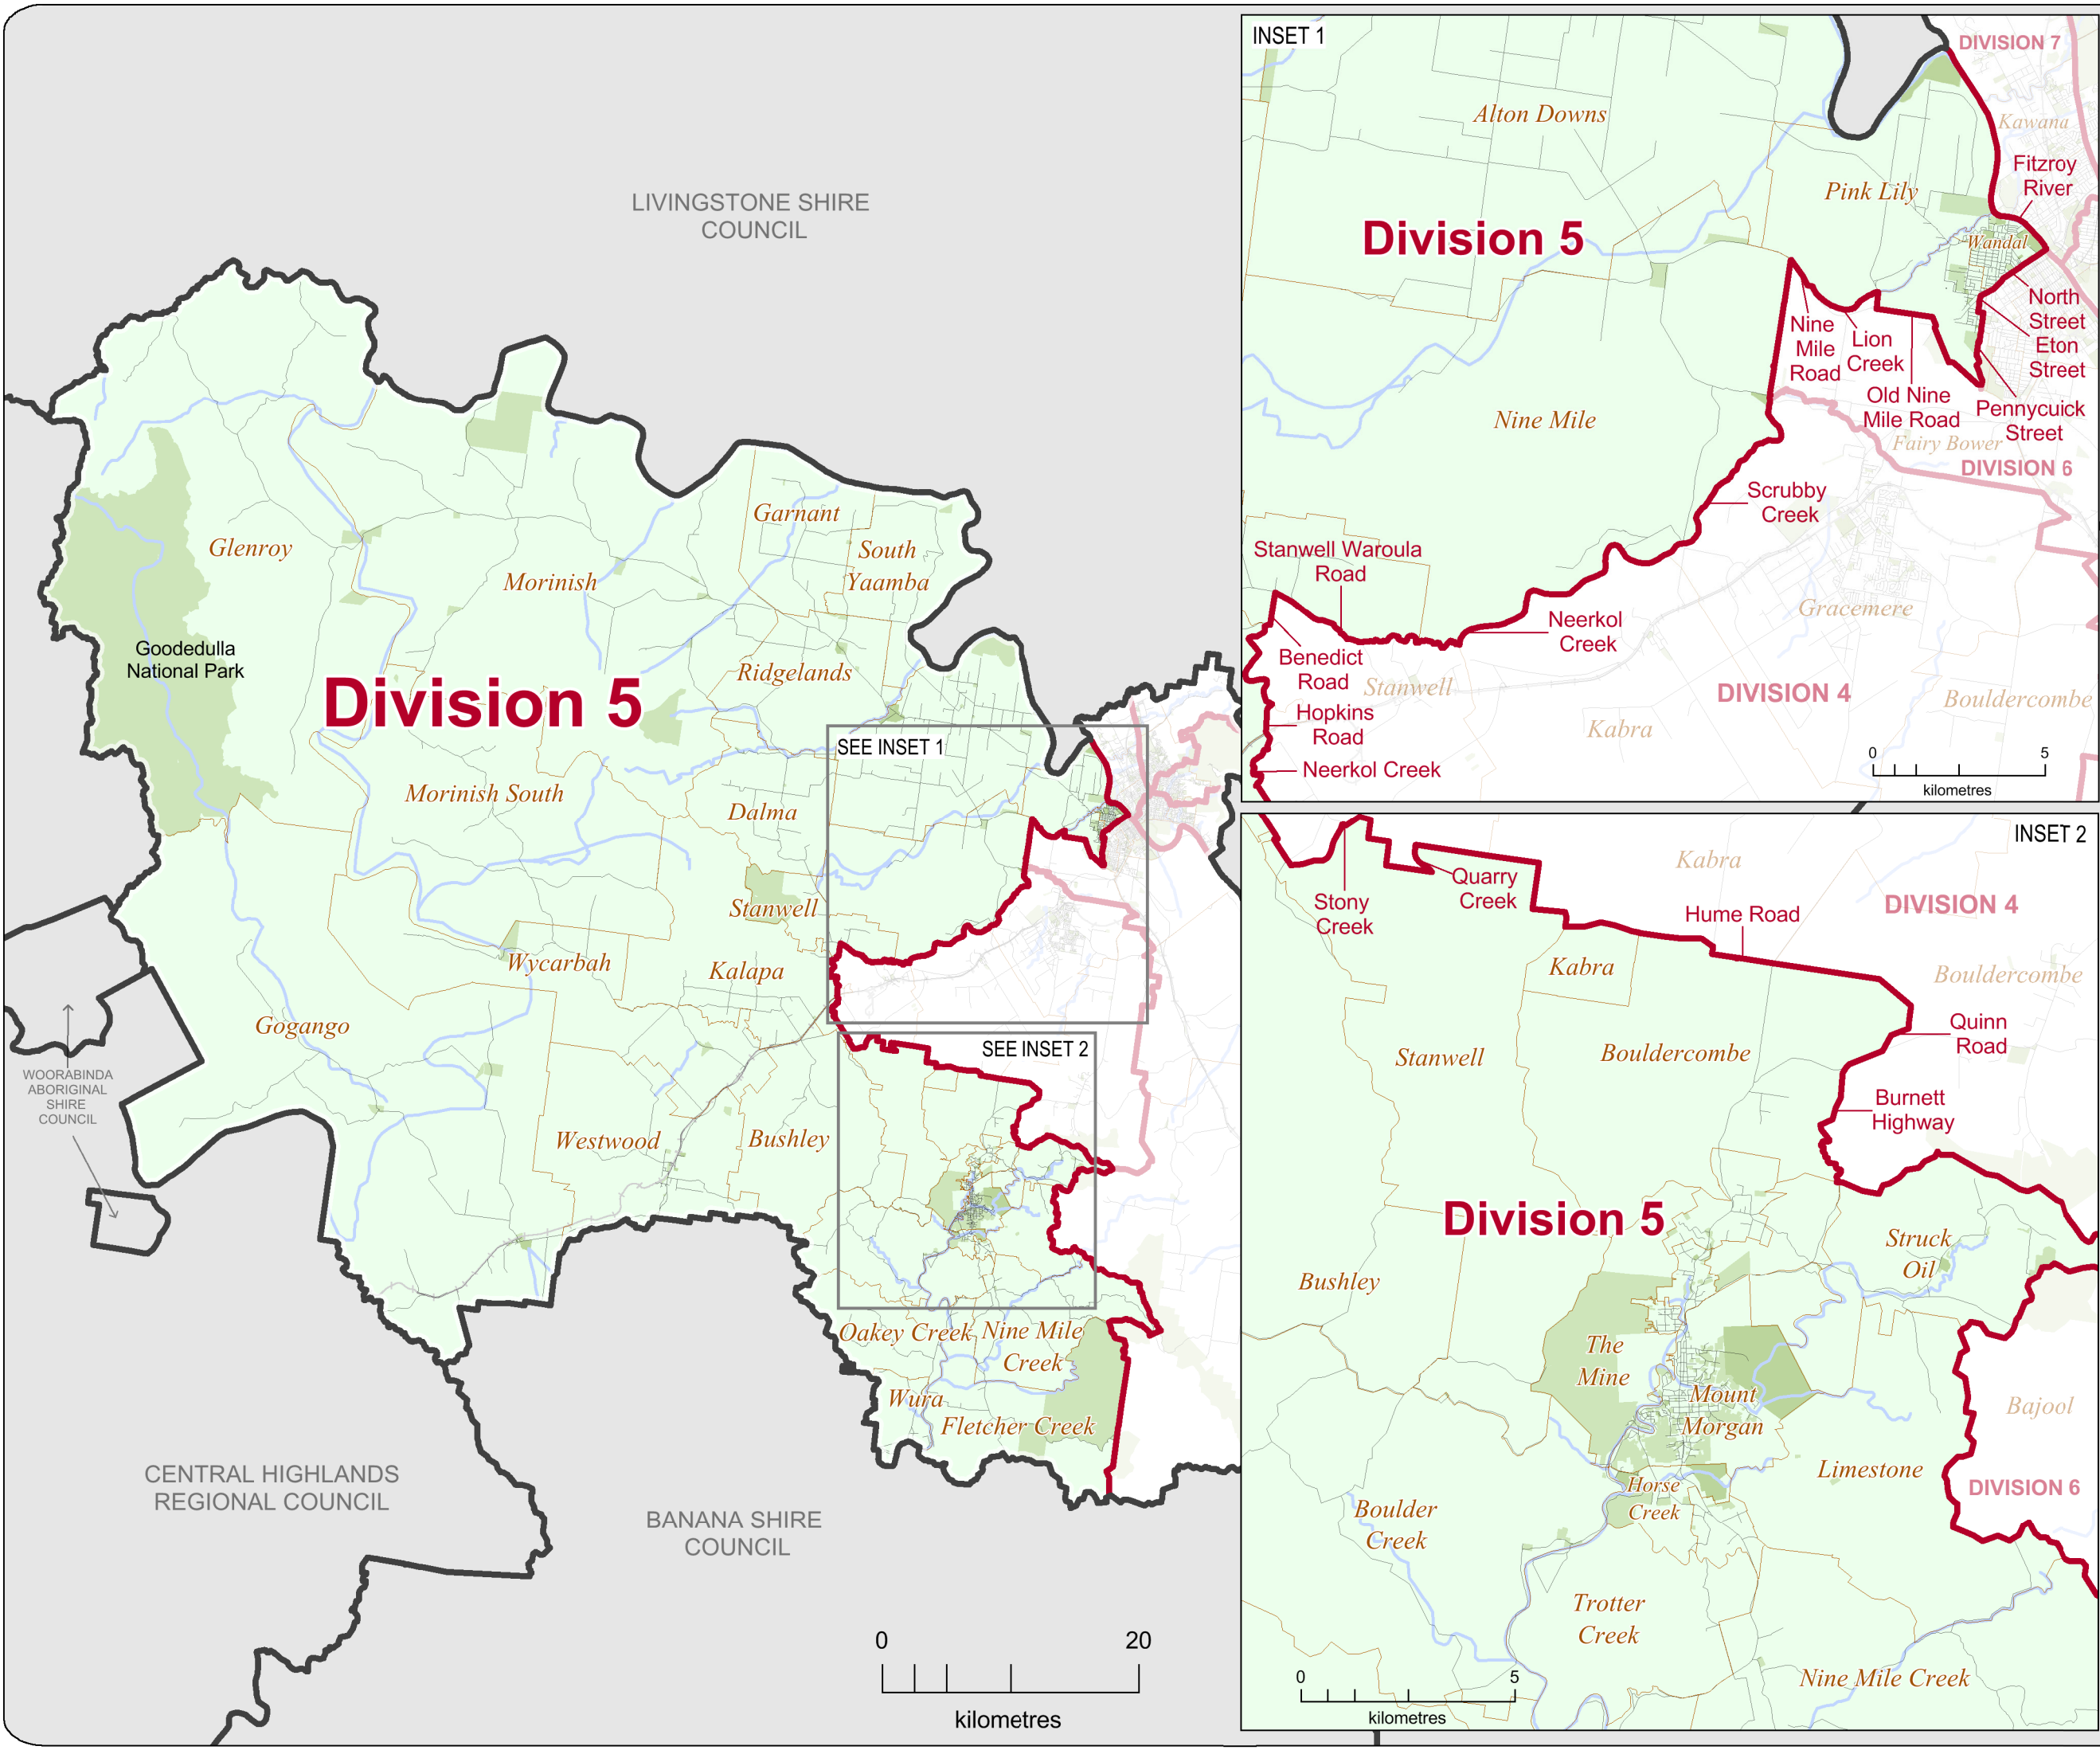 LIVINGSTONE SHIRE
COUNCIL
Garnant
South
Yaamba
Glenroy
Morinish
Goodedulla
National Park
Ridgelands
Division 5
SEE INSET 1
Morinish South
Dalma
Stanwell
Wycarbah
Kalapa
Gogango
SEE INSET 2
WOORABINDA
ABORIGINAL
SHIRE
COUNCIL
Westwood
Bushley
Oakey Creek
Nine Mile
Creek
Wura
Fletcher Creek
CENTRAL HIGHLANDS
REGIONAL COUNCIL
BANANA SHIRE
COUNCIL
0 20
kilometres
INSET 1
DIVISION 7
Alton Downs
Kawana
Fitzroy
River
Pink Lily
Division 5
Wandal
North
Street
Eton
Street
Nine
Mile
Road
Lion
Creek
Old Nine
Mile Road
Pennycuick
Street
Nine Mile
Fairy Bower
DIVISION 6
Scrubby
Creek
Stanwell Waroula
Road
Gracemere
Neerkol
Creek
Benedict
Road
Stanwell
DIVISION 4
Bouldercombe
Hopkins
Road
Kabra
Neerkol Creek
0 5
kilometres
INSET 2
Kabra
Quarry
Creek
Stony
Creek
DIVISION 4
Hume Road
Kabra
Bouldercombe
Quinn
Road
Stanwell
Bouldercombe
Burnett
Highway
Division 5
Struck
Oil
Bushley
The
Mine
Mount
Morgan
Bajool
Limestone
DIVISION 6
Horse
Creek
Boulder
Creek
Trotter
Creek
Nine Mile Creek
0 5
kilometres